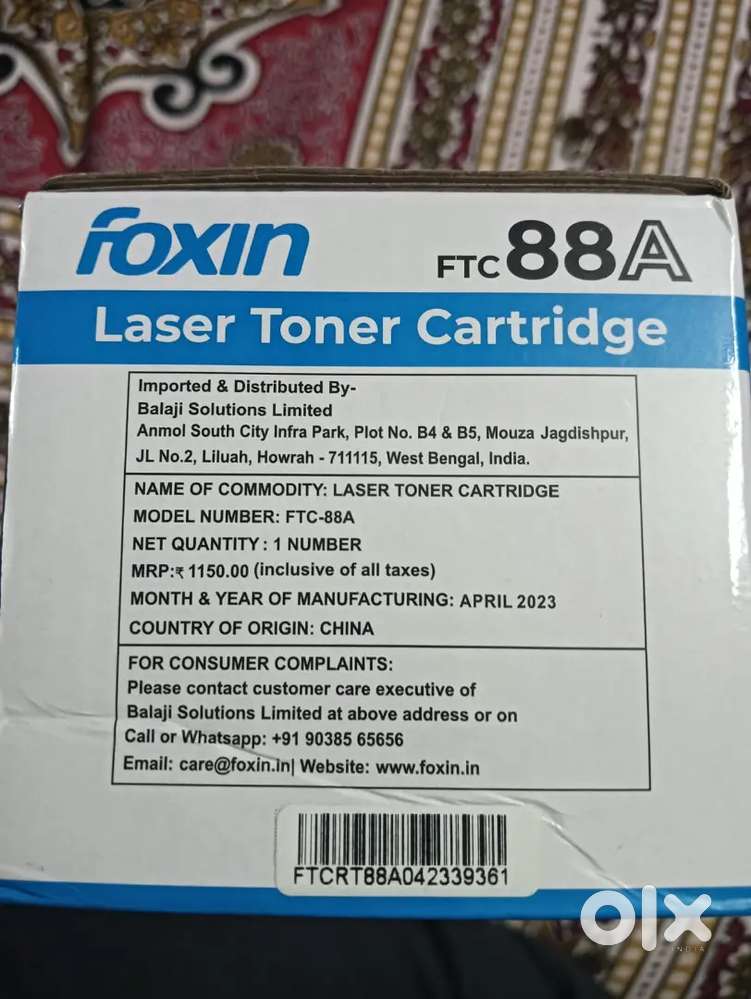 foxin
FTC 88A
Laser Toner Cartridge
Imported & Distributed By-
Balaji Solutions Limited
Anmol South City Infra Park, Plot No. B4 & B5, Mouza Jagdishpur,
JL No.2, Liluah, Howrah - 711115, West Bengal, India.
NAME OF COMMODITY: LASER TONER CARTRIDGE
MODEL NUMBER: FTC-88A
NET QUANTITY : 1 NUMBER
MRP:₹ 1150.00 (inclusive of all taxes)
MONTH & YEAR OF MANUFACTURING: APRIL 2023
COUNTRY OF ORIGIN: CHINA
FOR CONSUMER COMPLAINTS:
Please contact customer care executive of
Balaji Solutions Limited at above address or on
Call or Whatsapp: +91 90385 65656
Email: care@foxin.in| Website: www.foxin.in
FTCRT88A042339361
olx
INDIA